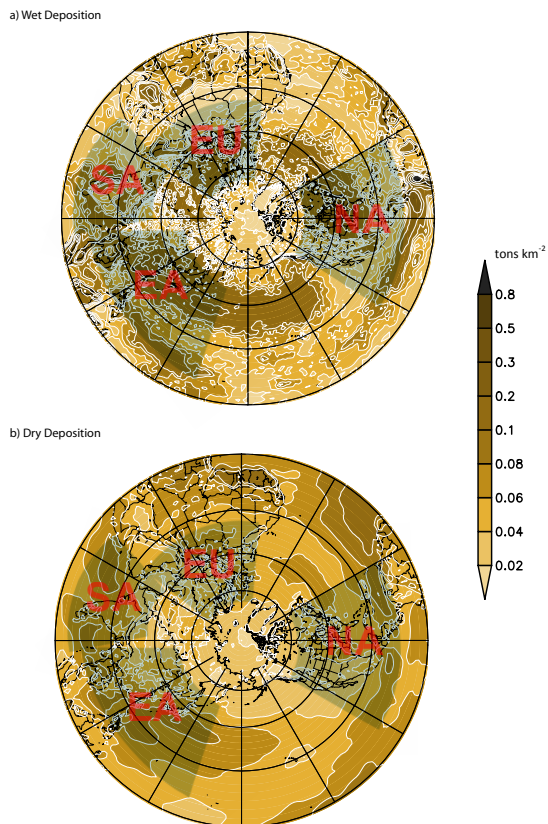 a) Wet Deposition
EU
SA
NA
EA
tons km⁻²
0.8
0.5
0.3
0.2
0.1
0.08
0.06
0.04
0.02
b) Dry Deposition
EU
SA
NA
EA